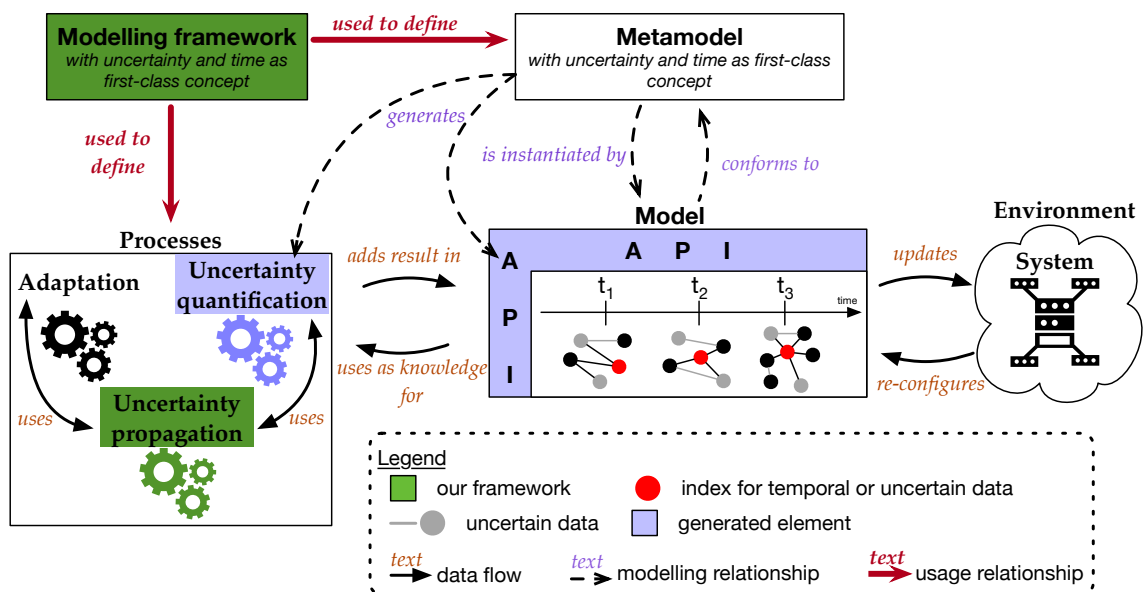 Modelling framework
with uncertainty and time as
first-class concept
used to define
Metamodel
with uncertainty and time as first-class
concept
used to
define
generates
is instantiated by
conforms to
Processes
Adaptation
Uncertainty
quantification
uses
Uncertainty
propagation
uses
adds result in
uses as knowledge
for
Model
A P I
A
P
I
t1
t2
t3
time
updates
re-configures
Environment
System
Legend
our framework
index for temporal or uncertain data
uncertain data
generated element
text
data flow
text
modelling relationship
text
usage relationship